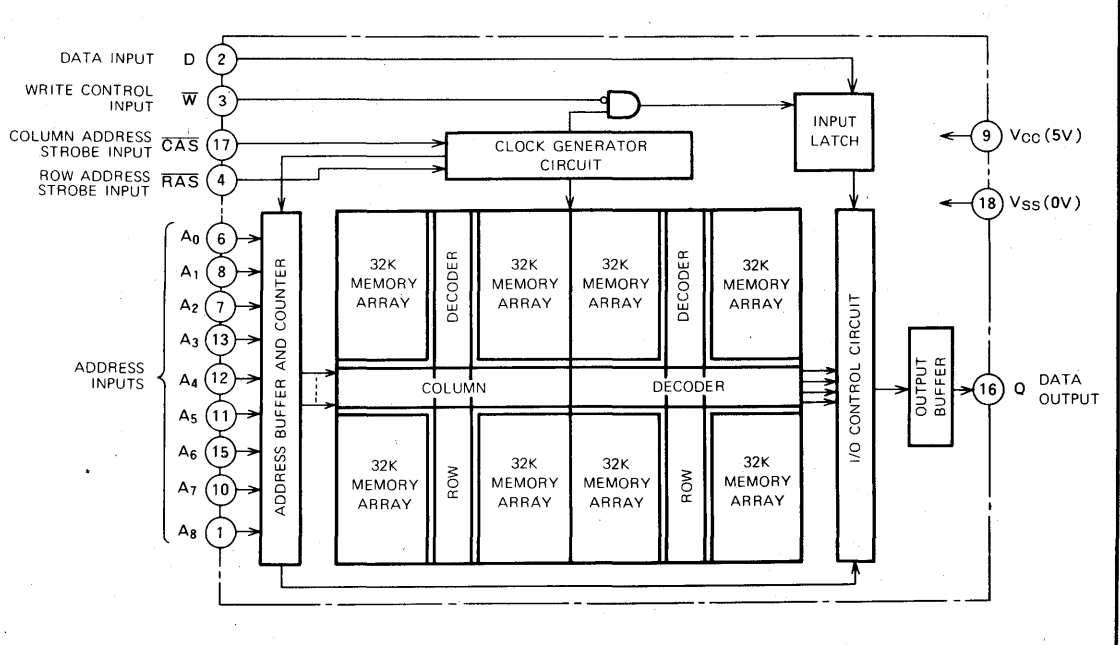 DATA INPUT D 2
WRITE CONTROL
INPUT W̅ 3
COLUMN ADDRESS
STROBE INPUT C̅A̅S̅ 17
ROW ADDRESS
STROBE INPUT R̅A̅S̅ 4
CLOCK GENERATOR
CIRCUIT
INPUT
LATCH
9 VCC(5V)
18 VSS(0V)
ADDRESS
INPUTS
A0 6
A1 8
A2 7
A3 13
A4 12
A5 11
A6 15
A7 10
A8 1
ADDRESS BUFFER AND COUNTER
32K
MEMORY
ARRAY
DECODER
32K
MEMORY
ARRAY
32K
MEMORY
ARRAY
DECODER
32K
MEMORY
ARRAY
COLUMN DECODER
32K
MEMORY
ARRAY
ROW
32K
MEMORY
ARRAY
32K
MEMORY
ARRAY
ROW
32K
MEMORY
ARRAY
I/O CONTROL CIRCUIT
OUTPUT
BUFFER
16 Q DATA
OUTPUT